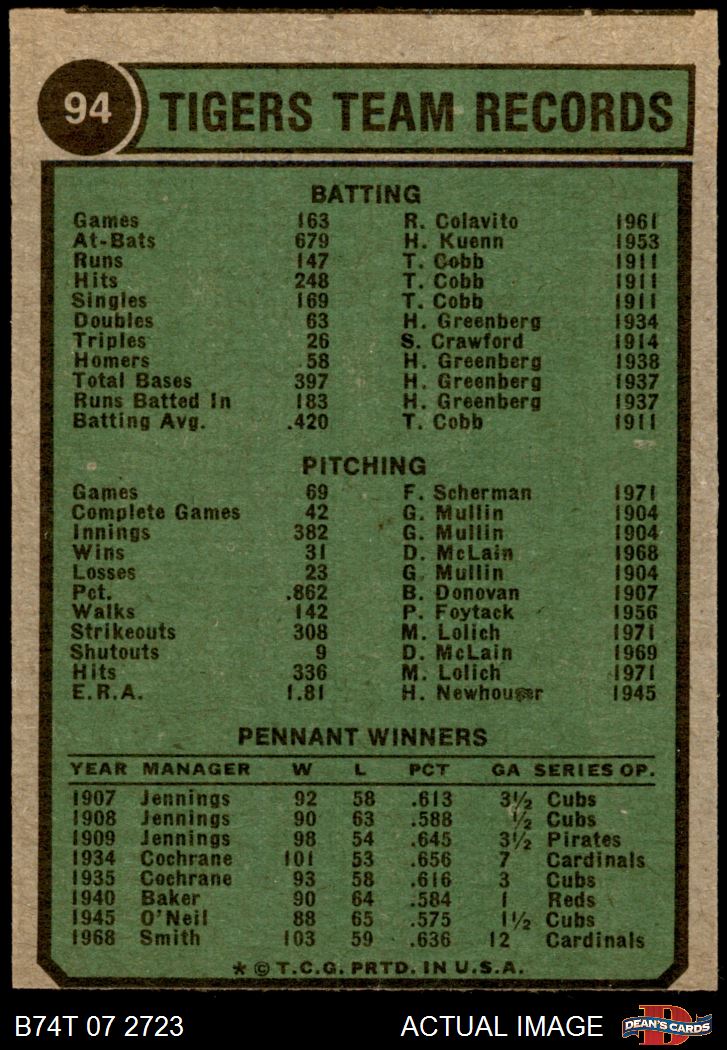 94 TIGERS TEAM RECORDS
BATTING
Games 163 R. Colavito 1961
At-Bats 679 H. Kuenn 1953
Runs 147 T. Cobb 1911
Hits 248 T. Cobb 1911
Singles 169 T. Cobb 1911
Doubles 63 H. Greenberg 1934
Triples 26 S. Crawford 1914
Homers 58 H. Greenberg 1938
Total Bases 397 H. Greenberg 1937
Runs Batted In 183 H. Greenberg 1937
Batting Avg. .420 T. Cobb 1911
PITCHING
Games 69 F. Scherman 1971
Complete Games 42 G. Mullin 1904
Innings 382 G. Mullin 1904
Wins 31 D. McLain 1968
Losses 23 G. Mullin 1904
Pct. .862 B. Donovan 1907
Walks 142 P. Foytack 1956
Strikeouts 308 M. Lolich 1971
Shutouts 9 D. McLain 1969
Hits 336 M. Lolich 1971
E.R.A. 1.81 H. Newhouser 1945
PENNANT WINNERS
YEAR MANAGER W L PCT GA SERIES OP.
1907 Jennings 92 58 .613 3½ Cubs
1908 Jennings 90 63 .588 ½ Cubs
1909 Jennings 98 54 .645 3½ Pirates
1934 Cochrane 101 53 .656 7 Cardinals
1935 Cochrane 93 58 .616 3 Cubs
1940 Baker 90 64 .584 1 Reds
1945 O'Neil 88 65 .575 1½ Cubs
1968 Smith 103 59 .636 12 Cardinals
* © T.C.G. PRTD. IN U.S.A.
B74T 07 2723 ACTUAL IMAGE D DEAN'S CARDS